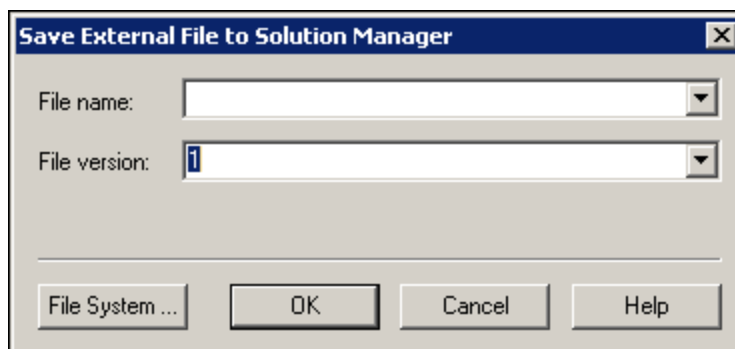 Save External File to Solution Manager
File name:
File version: 1
File System ... OK Cancel Help